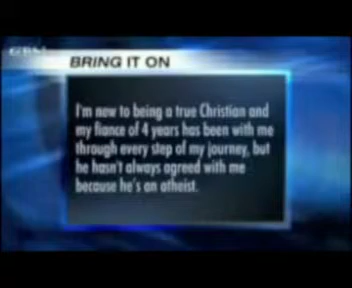 CBN
BRING IT ON
I'm new to being a true Christian and
my fiance of 4 years has been with me
through every step of my journey, but
he hasn't always agreed with me
because he's an atheist.